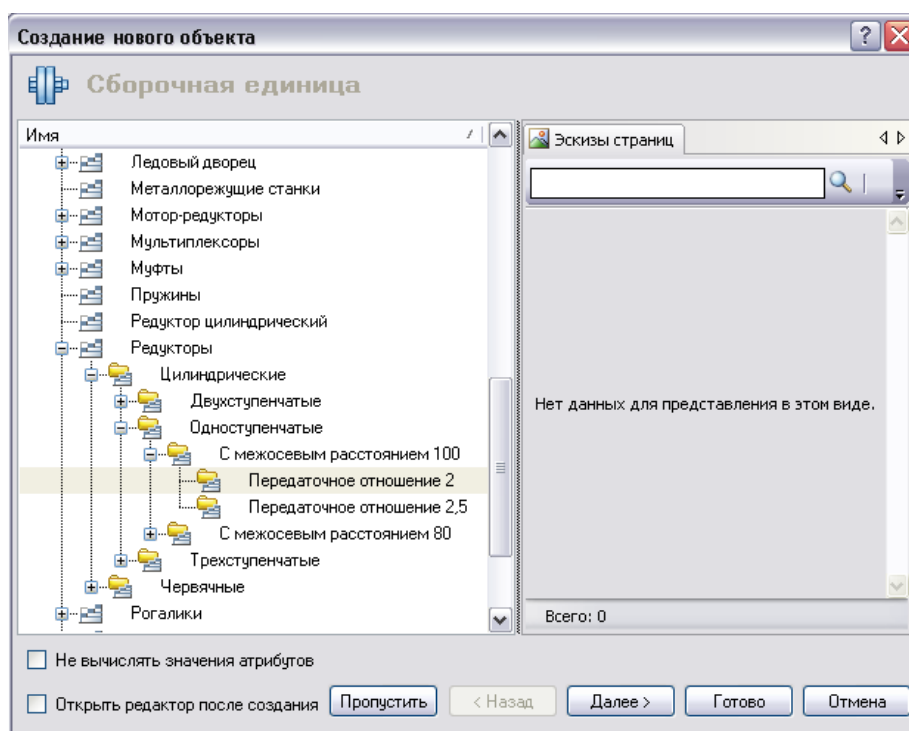 Создание нового объекта
Сборочная единица
Имя
Ледовый дворец
Металлорежущие станки
Мотор-редукторы
Мультиплексоры
Муфты
Пружины
Редуктор цилиндрический
Редукторы
Цилиндрические
Двухступенчатые
Одноступенчатые
С межосевым расстоянием 100
Передаточное отношение 2
Передаточное отношение 2,5
С межосевым расстоянием 80
Трехступенчатые
Червячные
Рогалики
Эскизы страниц
Нет данных для представления в этом виде.
Всего: 0
Не вычислять значения атрибутов
Открыть редактор после создания Пропустить < Назад Далее > Готово Отмена